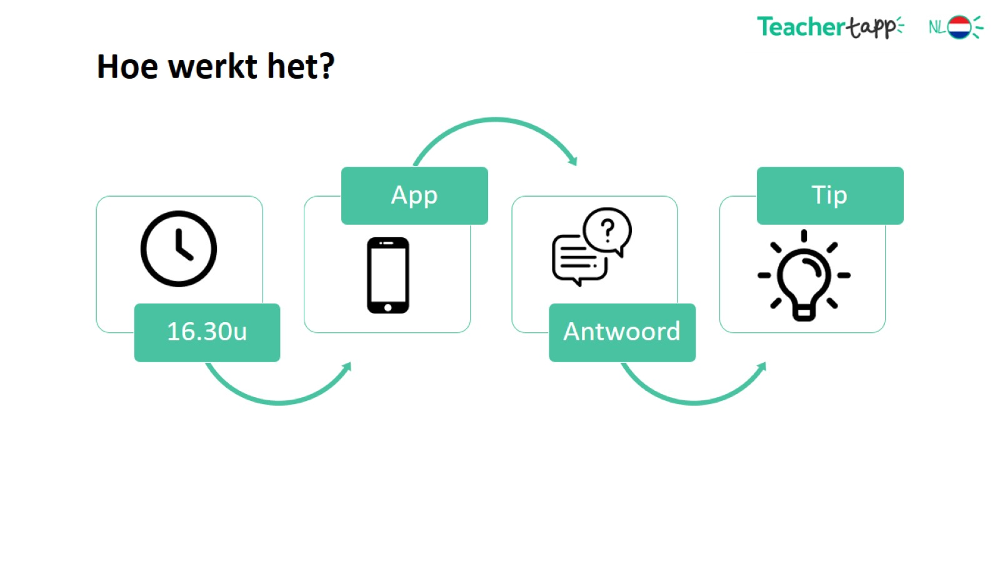 Teachertapp NL
Hoe werkt het?
App
Tip
?
16.30u
Antwoord